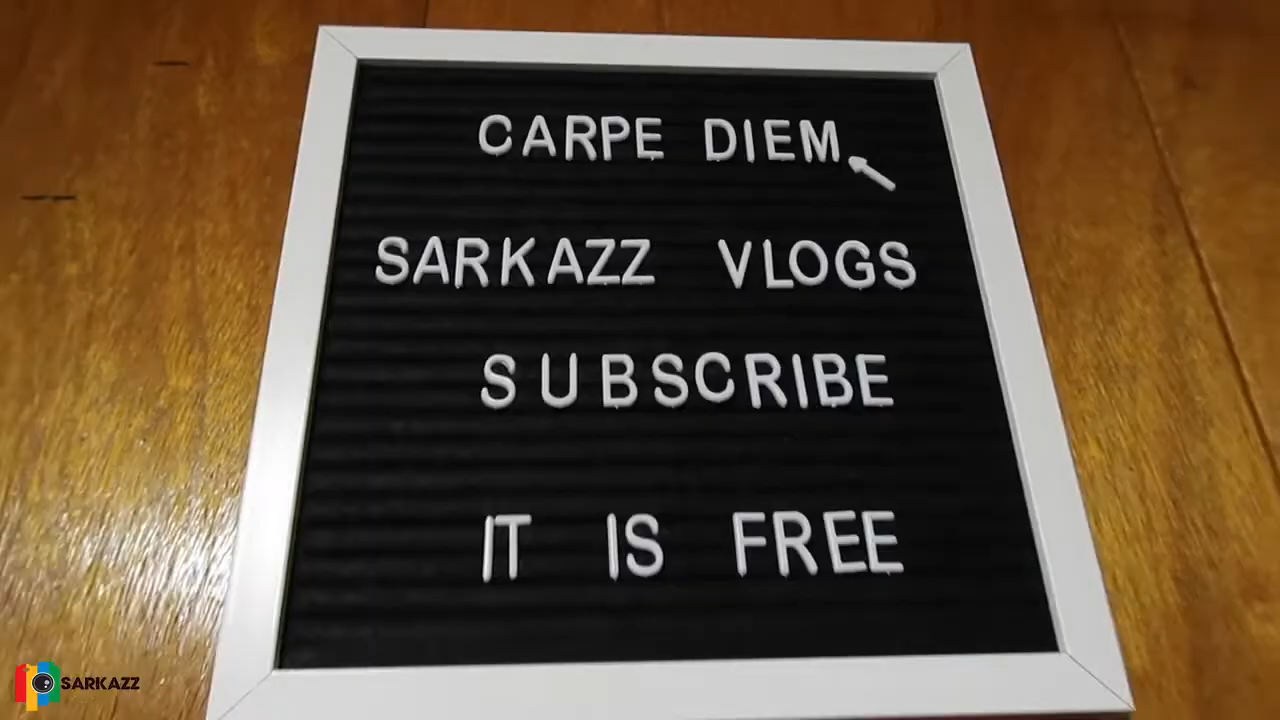 CARPE DIEM
SARKAZZ VLOGS
SUBSCRIBE
IT IS FREE
SARKAZZ